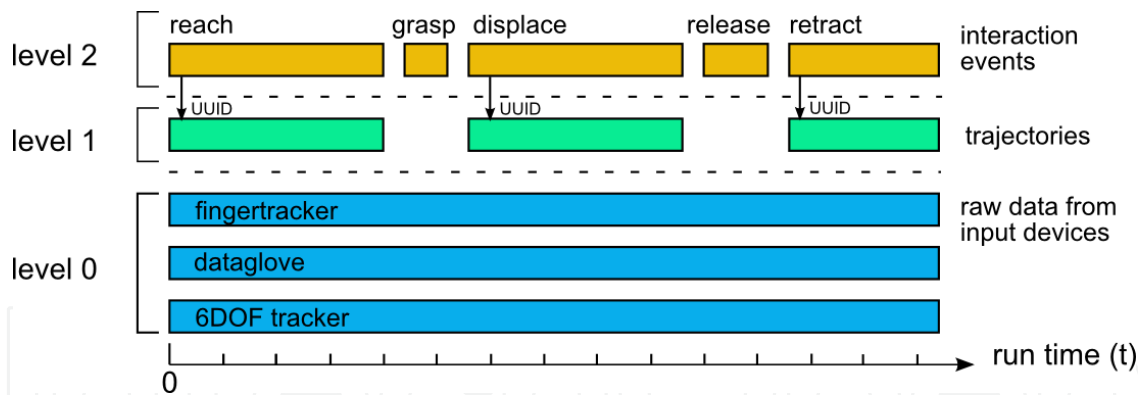 reach grasp displace release retract
level 2
interaction
events
UUID UUID UUID
level 1
trajectories
fingertracker
raw data from
input devices
dataglove
level 0
6DOF tracker
run time (t)
0